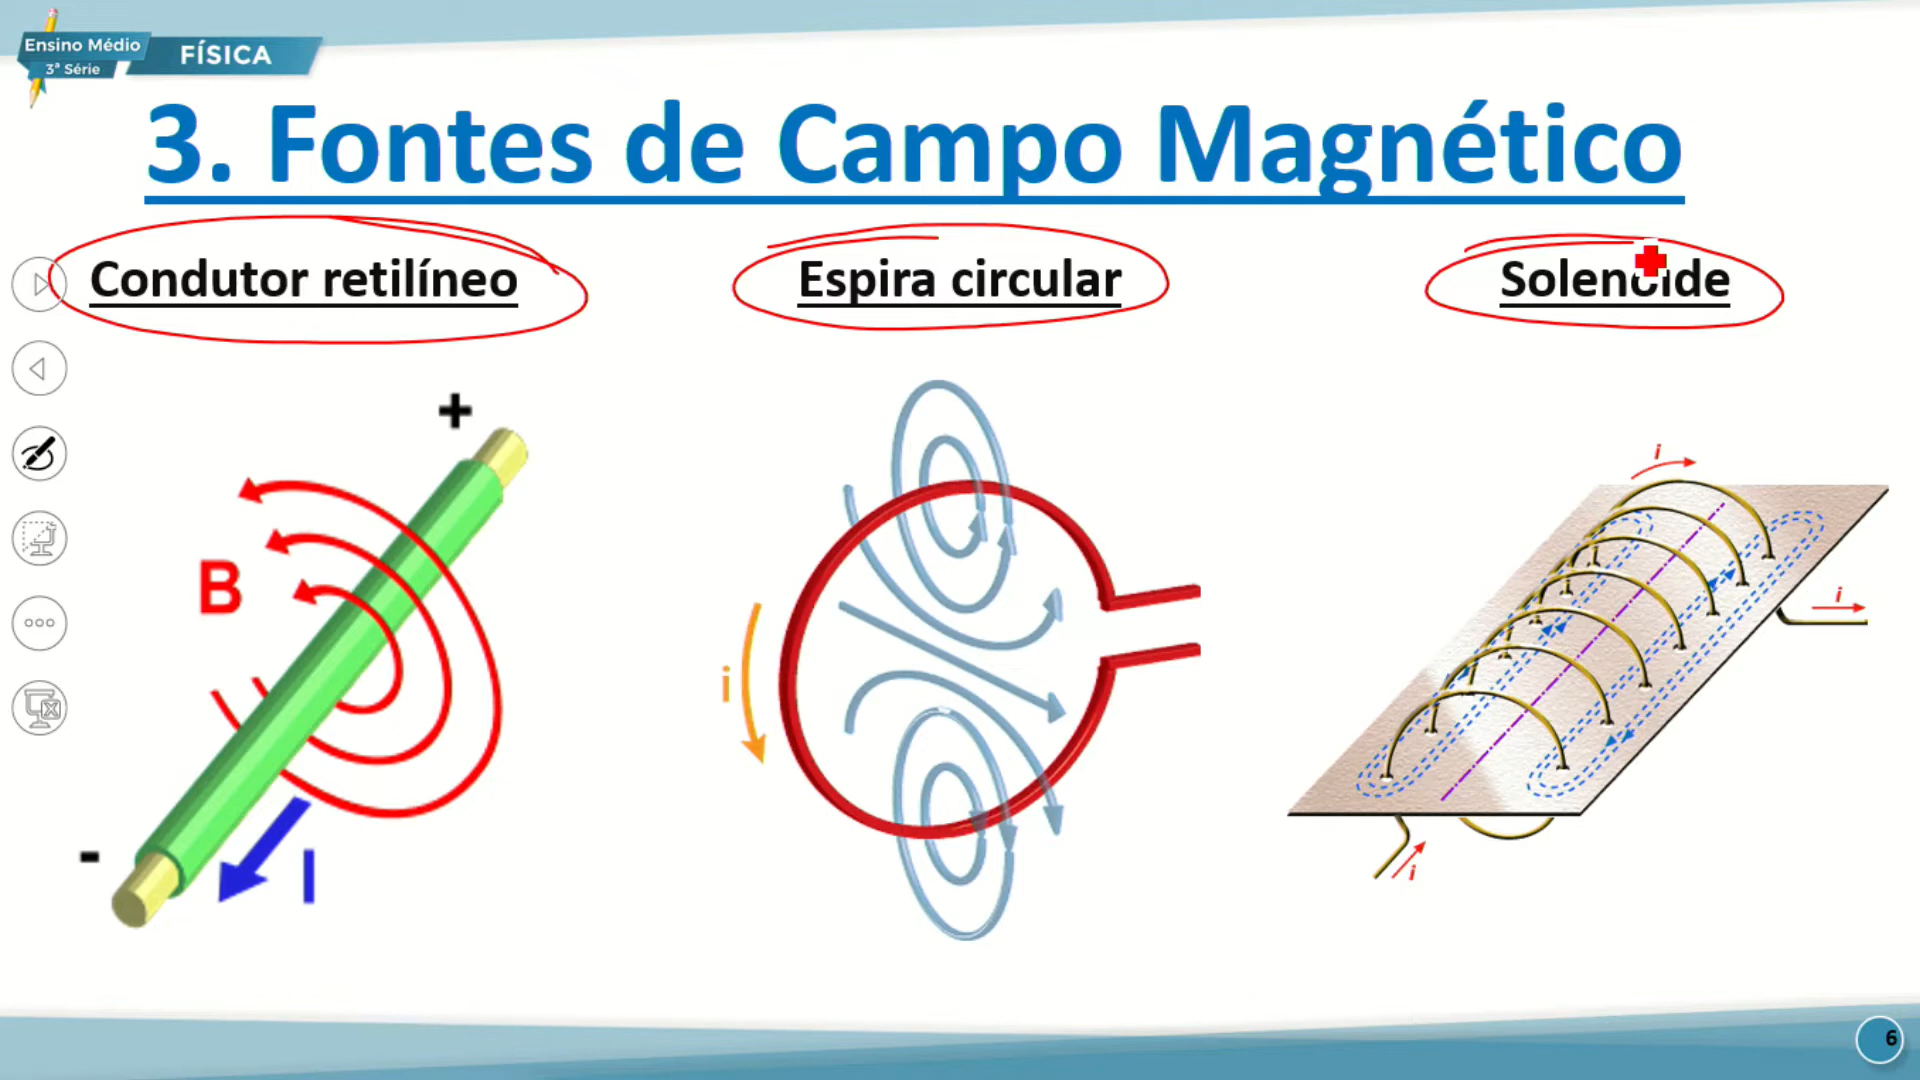 Ensino Médio
3ª Série
FÍSICA
3. Fontes de Campo Magnético
Condutor retilíneo
Espira circular
Solenoide
+
B
-
I
i
i
i
i
6